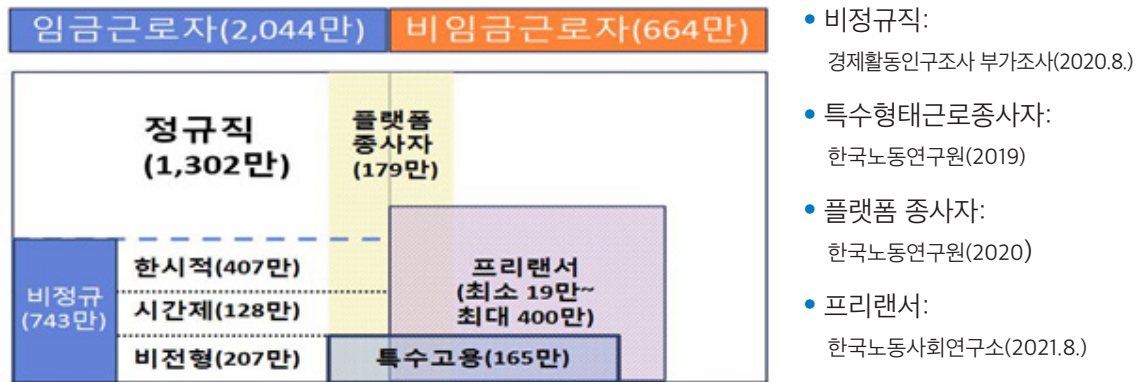 임금근로자(2,044만) 비임금근로자(664만)
정규직
(1,302만)
플랫폼
종사자
(179만)
비정규
(743만)
한시적(407만)
시간제(128만)
비전형(207만)
프리랜서
(최소 19만~
최대 400만)
특수고용(165만)
• 비정규직:
경제활동인구조사 부가조사(2020.8.)
• 특수형태근로종사자:
한국노동연구원(2019)
• 플랫폼 종사자:
한국노동연구원(2020)
• 프리랜서:
한국노동사회연구소(2021.8.)